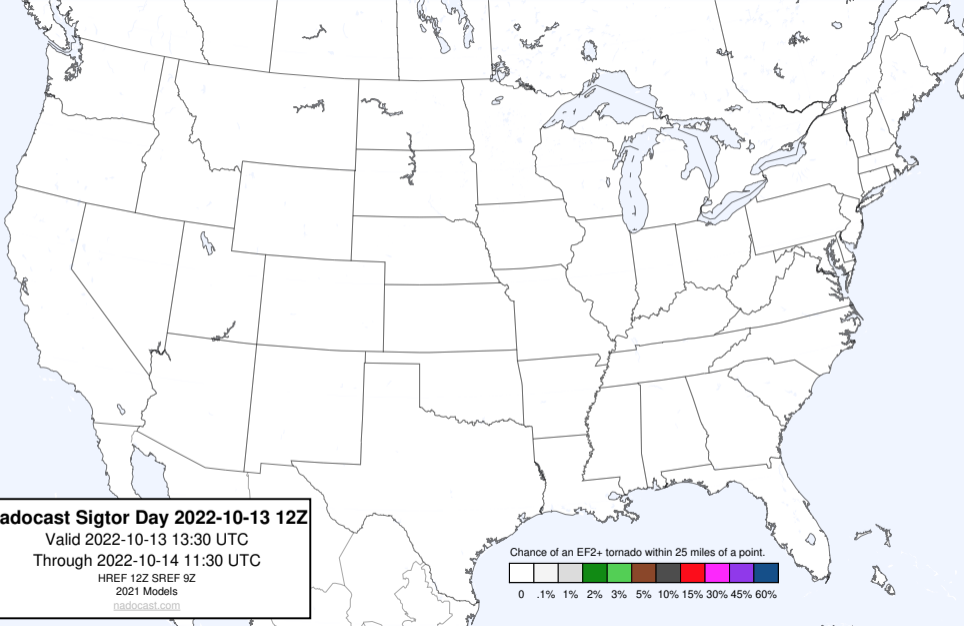 adocast Sigtor Day 2022-10-13 12Z
Valid 2022-10-13 13:30 UTC
Through 2022-10-14 11:30 UTC
HREF 12Z SREF 9Z
2021 Models
nadocast.com
Chance of an EF2+ tornado within 25 miles of a point.
0 .1% 1% 2% 3% 5% 10% 15% 30% 45% 60%